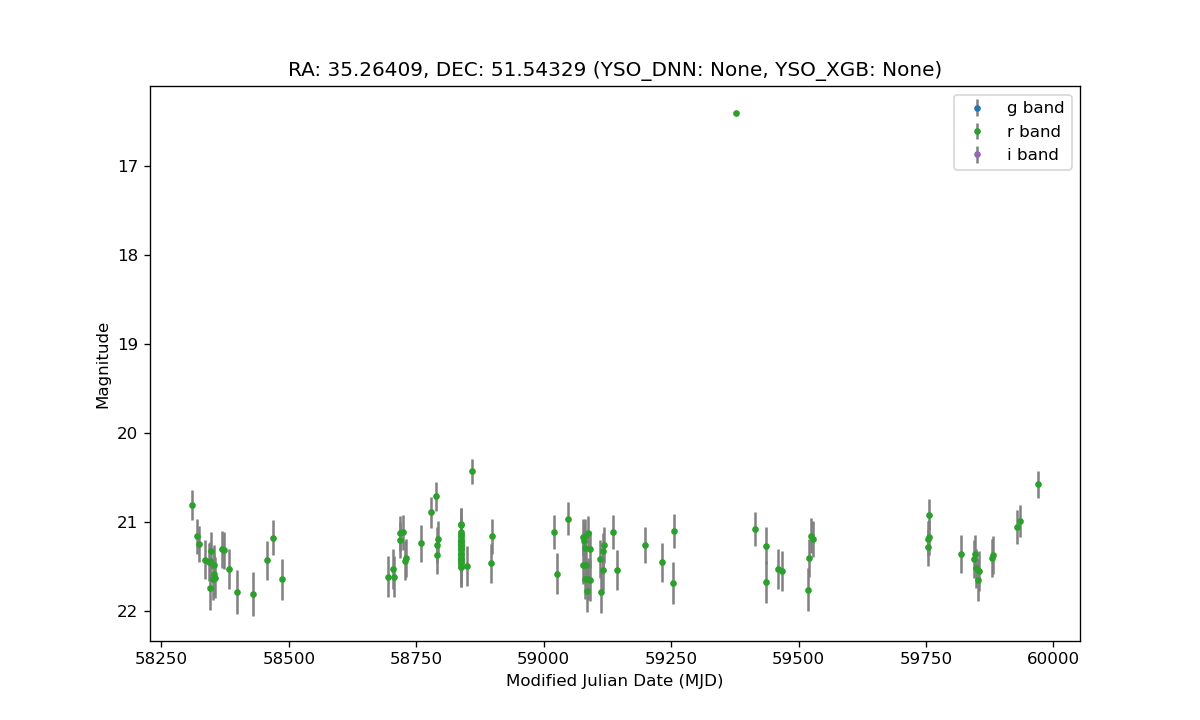 RA: 35.26409, DEC: 51.54329 (YSO_DNN: None, YSO_XGB: None)
g band
r band
i band
17
18
19
20
21
22
Magnitude
58250 58500 58750 59000 59250 59500 59750 60000
Modified Julian Date (MJD)